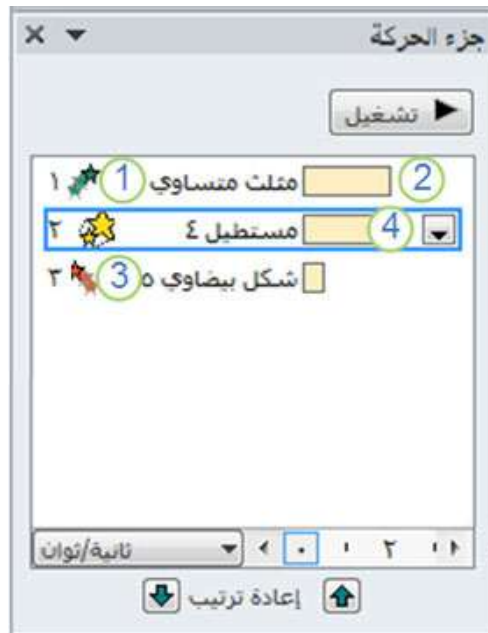 جزء الحركة
تشغيل
١ 1 مثلث متساوي 2
٢ مستطيل ٤ 4
٣ 3 شكل بيضاوي ٥
ثانية/ثوان ٠ ٢
إعادة ترتيب